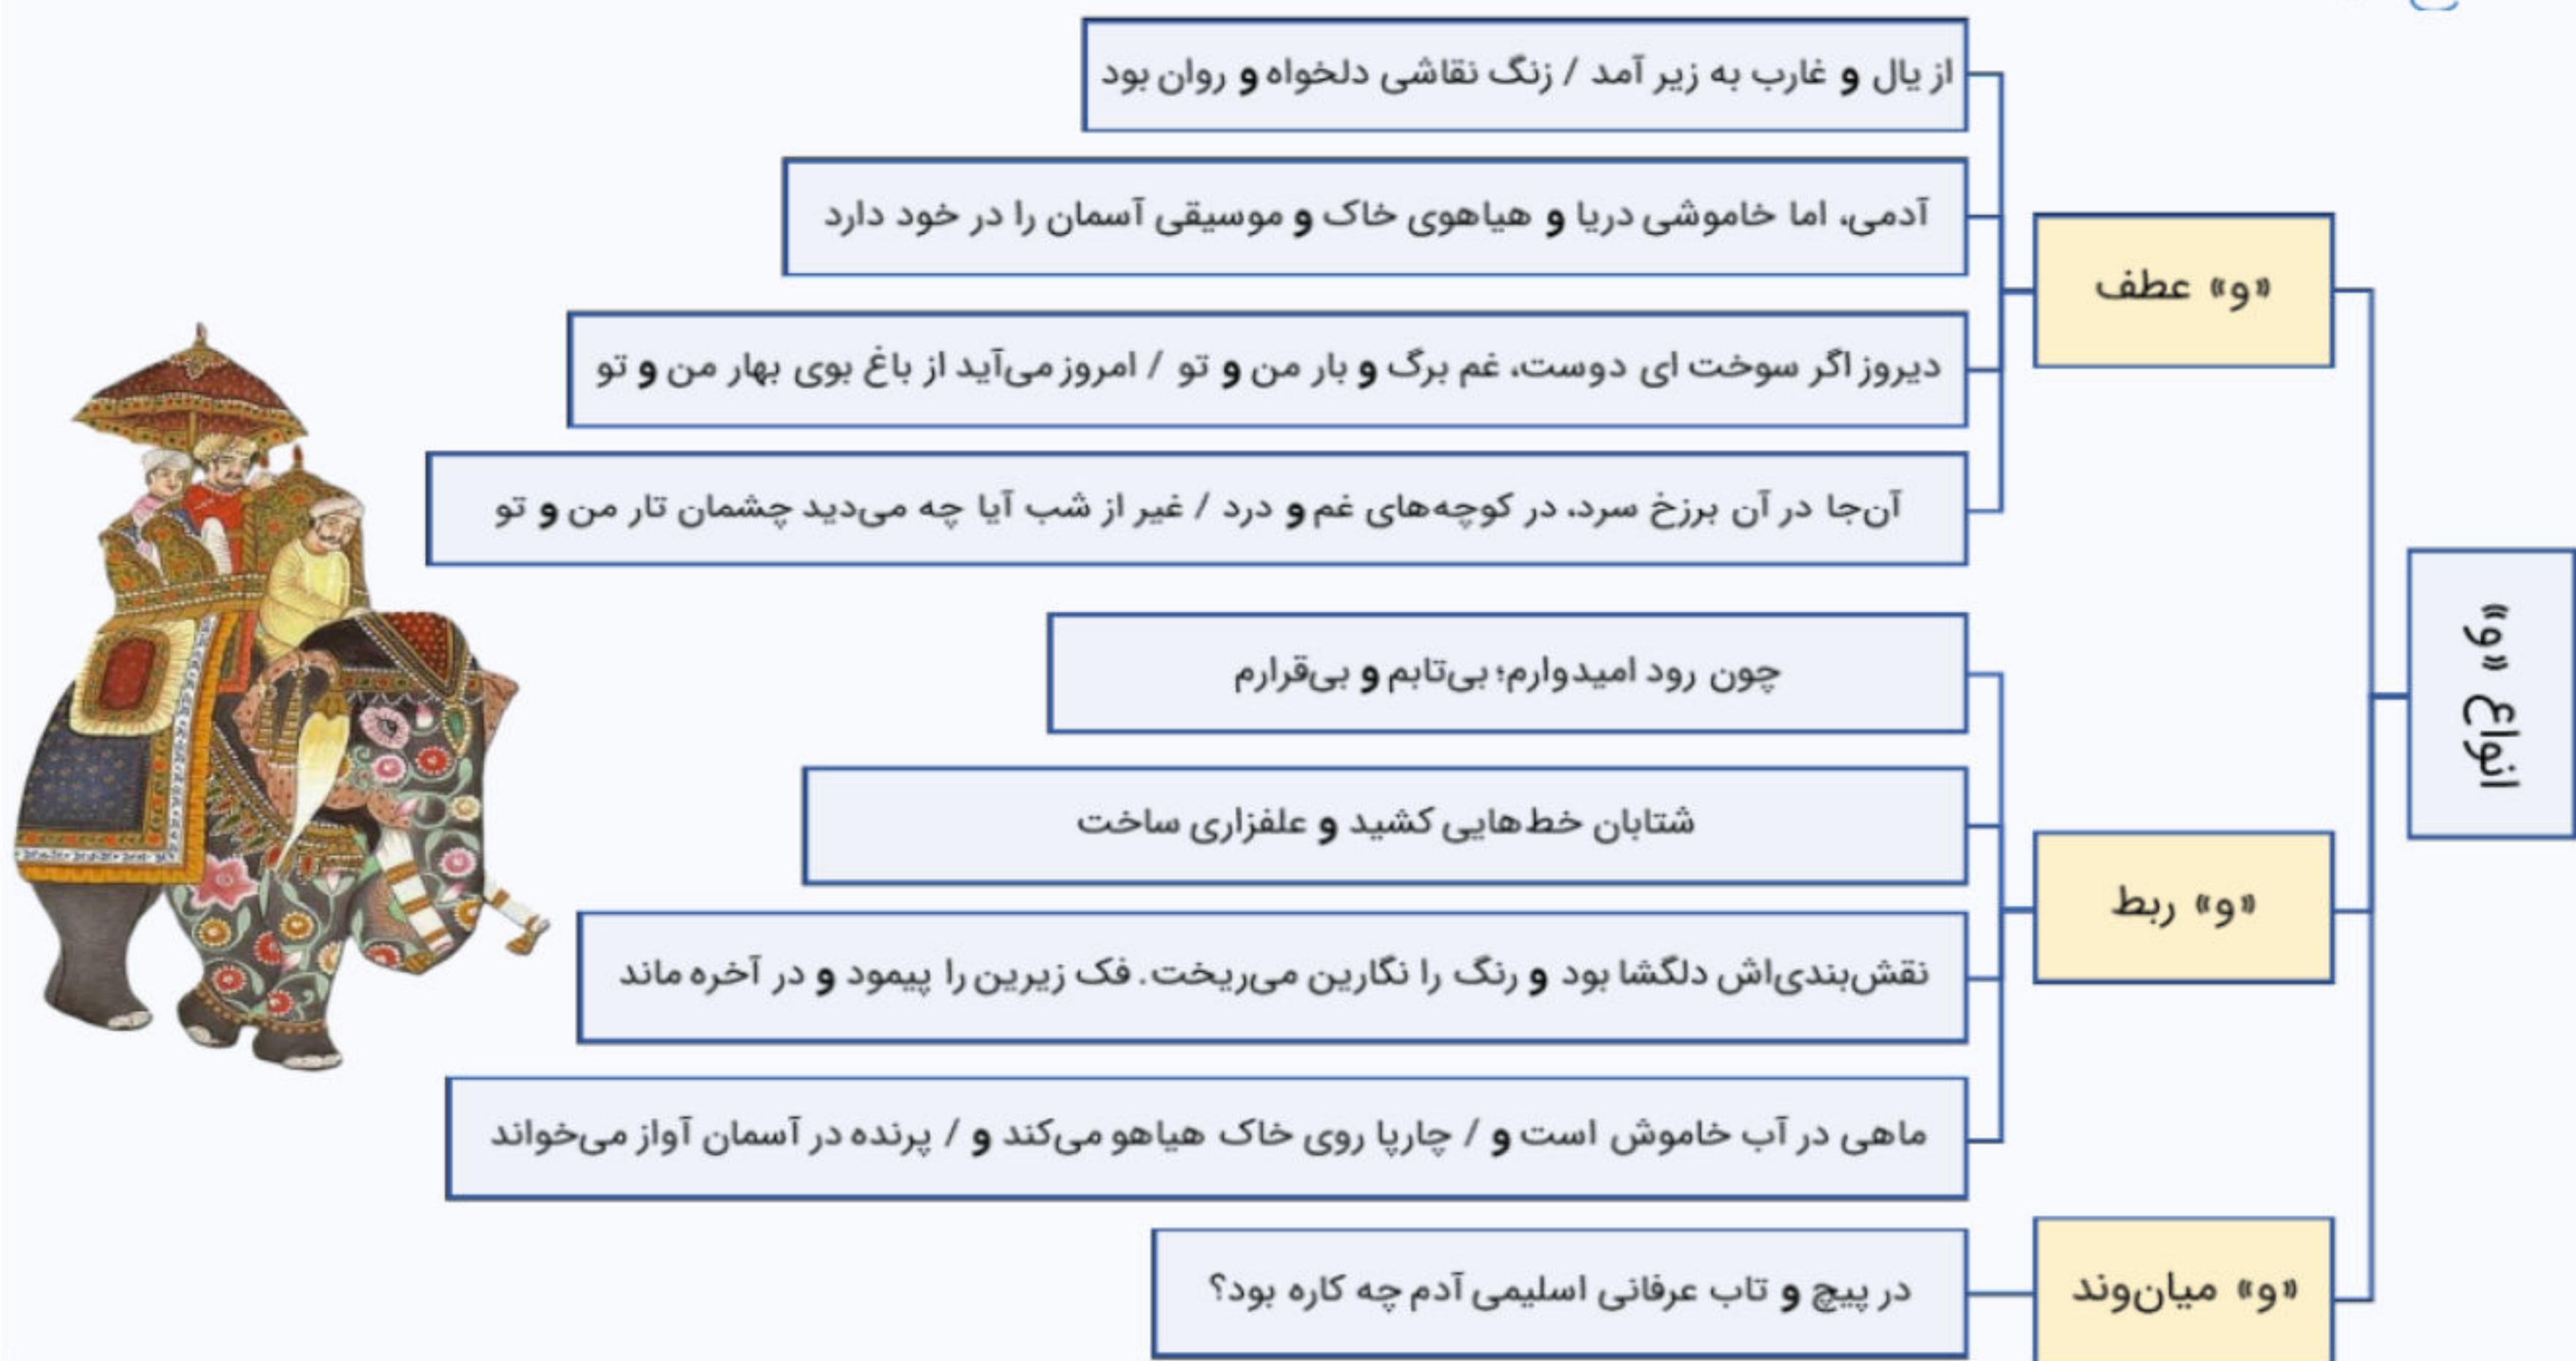 انواع «و»
«و» عطف
از یال و غارب به زیر آمد / زنگ نقاشی دلخواه و روان بود
آدمی، اما خاموشی دریا و هیاهوی خاک و موسیقی آسمان را در خود دارد
دیروز اگر سوخت ای دوست، غم برگ و بار من و تو / امروز می‌آید از باغ بوی بهار من و تو
آن‌جا در آن برزخ سرد، در کوچه‌های غم و درد / غیر از شب آیا چه می‌دید چشمان تار من و تو
«و» ربط
چون رود امیدوارم؛ بی‌تابم و بی‌قرارم
شتابان خط‌هایی کشید و علفزاری ساخت
نقش‌بندی‌اش دلگشا بود و رنگ را نگارین می‌ریخت. فک زیرین را پیمود و در آخره ماند
ماهی در آب خاموش است و / چارپا روی خاک هیاهو می‌کند و / پرنده در آسمان آواز می‌خواند
«و» میان‌وند
در پیچ و تاب عرفانی اسلیمی آدم چه کاره بود؟